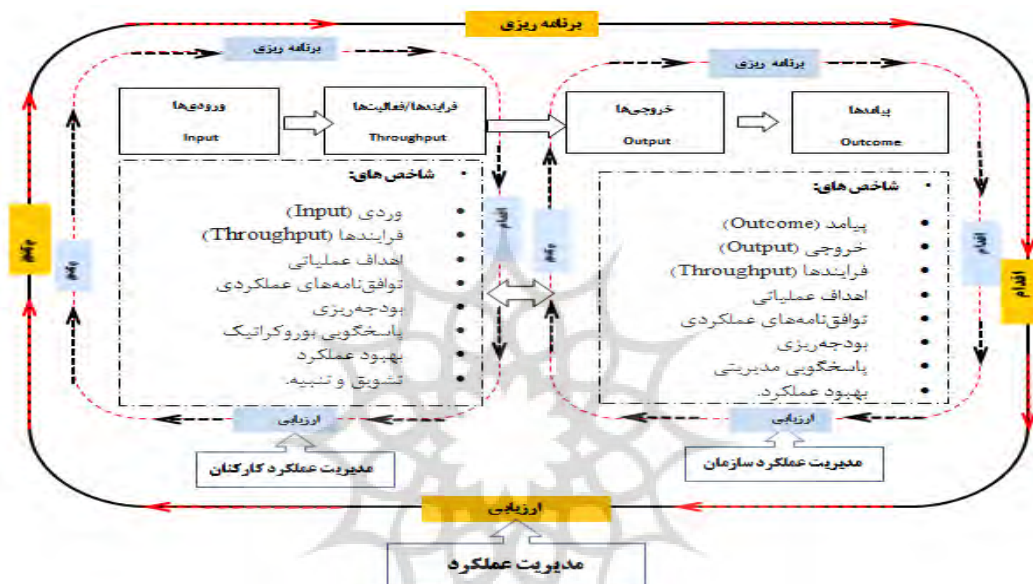 برنامه ریزی
برنامه ریزی
برنامه ریزی
ورودی‌ها
Input
فرایندها/فعالیت‌ها
Throughput
خروجی‌ها
Output
پیامدها
Outcome
• شاخص های:
• وردی (Input)
• فرایندها (Throughput)
• اهداف عملیاتی
• توافق‌نامه‌های عملکردی
• بودجه‌ریزی
• پاسخگویی بوروکراتیک
• بهبود عملکرد
• تشویق و تنبیه.
• شاخص های:
• پیامد (Outcome)
• خروجی (Output)
• فرایندها (Throughput)
• اهداف عملیاتی
• توافق‌نامه‌های عملکردی
• بودجه‌ریزی
• پاسخگویی مدیریتی
• بهبود عملکرد.
اقدام
اقدام
اقدام
ارزیابی
ارزیابی
مدیریت عملکرد کارکنان
مدیریت عملکرد سازمان
ارزیابی
مدیریت عملکرد